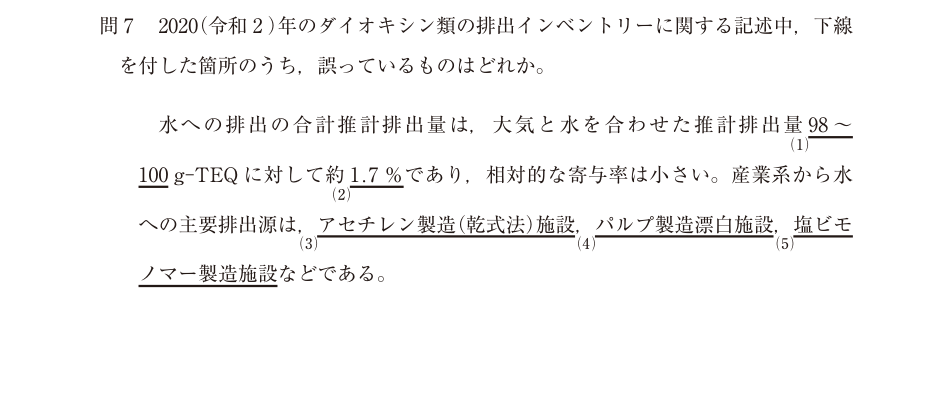 問7 2020(令和2)年のダイオキシン類の排出インベントリーに関する記述中，下線
を付した箇所のうち，誤っているものはどれか。
水への排出の合計推計排出量は，大気と水を合わせた推計排出量 98～
(1)
100 g-TEQ に対して約 1.7 %であり，相対的な寄与率は小さい。産業系から水
(2)
への主要排出源は，アセチレン製造(乾式法)施設，パルプ製造漂白施設，塩ビモ
(3) (4) (5)
ノマー製造施設などである。